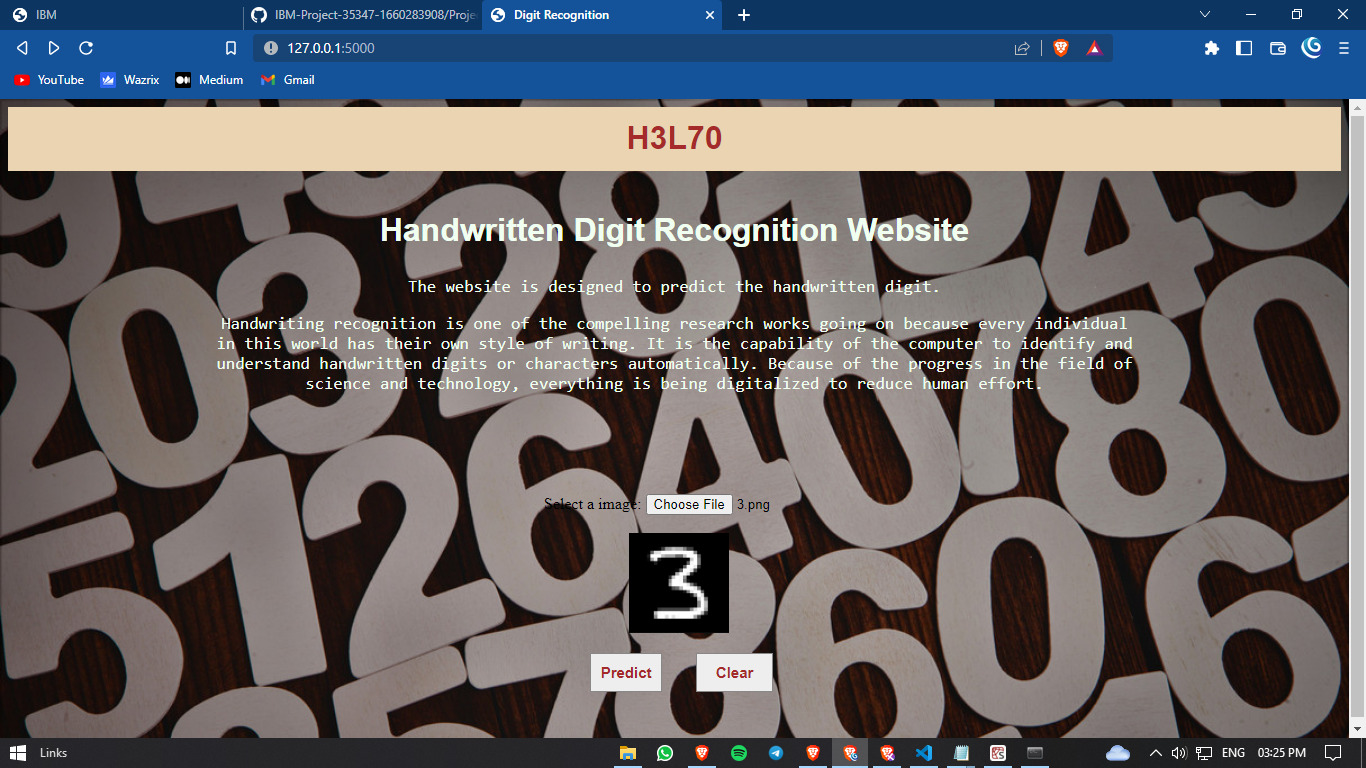 IBM
IBM-Project-35347-1660283908/Proje
Digit Recognition
127.0.0.1:5000
YouTube
Wazrix
Medium
Gmail
H3L70
Handwritten Digit Recognition Website
The website is designed to predict the handwritten digit.
Handwriting recognition is one of the compelling research works going on because every individual
in this world has their own style of writing. It is the capability of the computer to identify and
understand handwritten digits or characters automatically. Because of the progress in the field of
science and technology, everything is being digitalized to reduce human effort.
Select a image: Choose File 3.png
3
Predict Clear
Links
ENG 03:25 PM